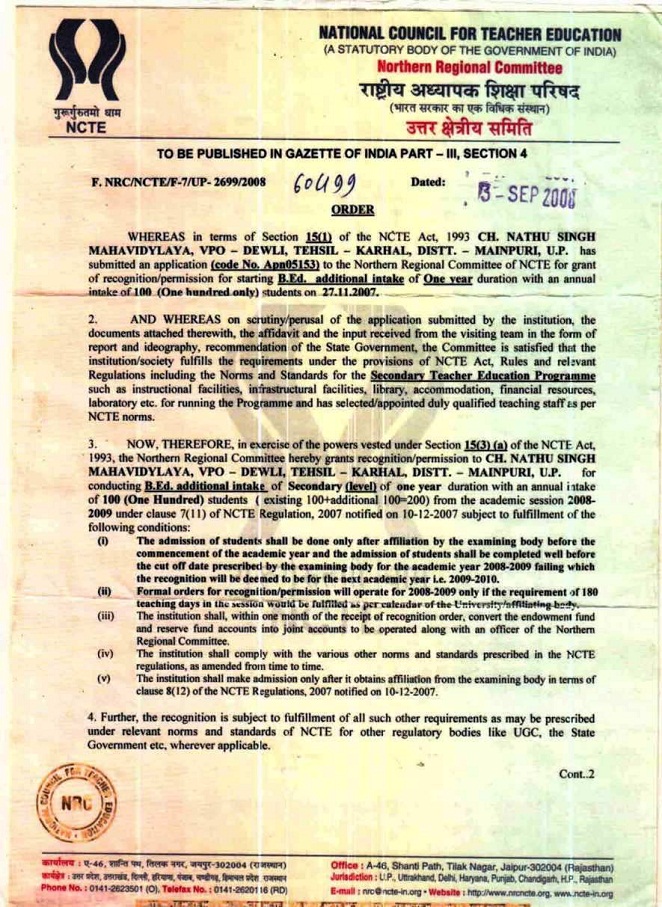 NATIONAL COUNCIL FOR TEACHER EDUCATION
(A STATUTORY BODY OF THE GOVERNMENT OF INDIA)
Northern Regional Committee
राष्ट्रीय अध्यापक शिक्षा परिषद
(भारत सरकार का एक विधिक संस्थान)
उत्तर क्षेत्रीय समिति
गुरुर्गुरुतमो धाम
NCTE
TO BE PUBLISHED IN GAZETTE OF INDIA PART – III, SECTION 4
F. NRC/NCTE/F-7/UP- 2699/2008 60499 Dated: 3-SEP 2008
ORDER
WHEREAS in terms of Section 15(1) of the NCTE Act, 1993 CH. NATHU SINGH
MAHAVIDYLAYA, VPO – DEWLI, TEHSIL – KARHAL, DISTT. – MAINPURI, U.P. has
submitted an application (code No. Apn05153) to the Northern Regional Committee of NCTE for grant
of recognition/permission for starting B.Ed. additional intake of One year duration with an annual
intake of 100 (One hundred only) students on 27.11.2007.
2. AND WHEREAS on scrutiny/perusal of the application submitted by the institution, the
documents attached therewith, the affidavit and the input received from the visiting team in the form of
report and ideography, recommendation of the State Government, the Committee is satisfied that the
institution/society fulfills the requirements under the provisions of NCTE Act, Rules and relevant
Regulations including the Norms and Standards for the Secondary Teacher Education Programme
such as instructional facilities, infrastructural facilities, library, accommodation, financial resources,
laboratory etc. for running the Programme and has selected/appointed duly qualified teaching staff as per
NCTE norms.
3. NOW, THEREFORE, in exercise of the powers vested under Section 15(3) (a) of the NCTE Act,
1993, the Northern Regional Committee hereby grants recognition/permission to CH. NATHU SINGH
MAHAVIDYLAYA, VPO – DEWLI, TEHSIL – KARHAL, DISTT. – MAINPURI, U.P. for
conducting B.Ed. additional intake of Secondary (level) of one year duration with an annual intake
of 100 (One Hundred) students ( existing 100+additional 100=200) from the academic session 2008-
2009 under clause 7(11) of NCTE Regulation, 2007 notified on 10-12-2007 subject to fulfillment of the
following conditions:
(i) The admission of students shall be done only after affiliation by the examining body before the
commencement of the academic year and the admission of students shall be completed well before
the cut off date prescribed by the examining body for the academic year 2008-2009 failing which
the recognition will be deemed to be for the next academic year i.e. 2009-2010.
(ii) Formal orders for recognition/permission will operate for 2008-2009 only if the requirement of 180
teaching days in the session would be fulfilled as per calendar of the University/affiliating body.
(iii) The institution shall, within one month of the receipt of recognition order, convert the endowment fund
and reserve fund accounts into joint accounts to be operated along with an officer of the Northern
Regional Committee.
(iv) The institution shall comply with the various other norms and standards prescribed in the NCTE
regulations, as amended from time to time.
(v) The institution shall make admission only after it obtains affiliation from the examining body in terms of
clause 8(12) of the NCTE Regulations, 2007 notified on 10-12-2007.
4. Further, the recognition is subject to fulfillment of all such other requirements as may be prescribed
under relevant norms and standards of NCTE for other regulatory bodies like UGC, the State
Government etc, wherever applicable.
Cont..2
NATIONAL COUNCIL FOR TEACHER EDUCATION
NRC
कार्यालय : ए-46, शान्ति पथ, तिलक नगर, जयपुर-302004 (राजस्थान)
कार्यक्षेत्र : उत्तर प्रदेश, उत्तराखंड, दिल्ली, हरियाणा, पंजाब, चण्डीगढ़, हिमाचल प्रदेश राजस्थान
Phone No. : 0141-2623501 (O), Telefax No. : 0141-2620116 (RD)
Office : A-46, Shanti Path, Tilak Nagar, Jaipur-302004 (Rajasthan)
Jurisdiction : U.P., Uttrakhand, Delhi, Haryana, Punjab, Chandigarh, H.P., Rajasthan
E-mail : nrc@ncte-in.org • Website : http://www.nrcncte.org, www.ncte-in.org